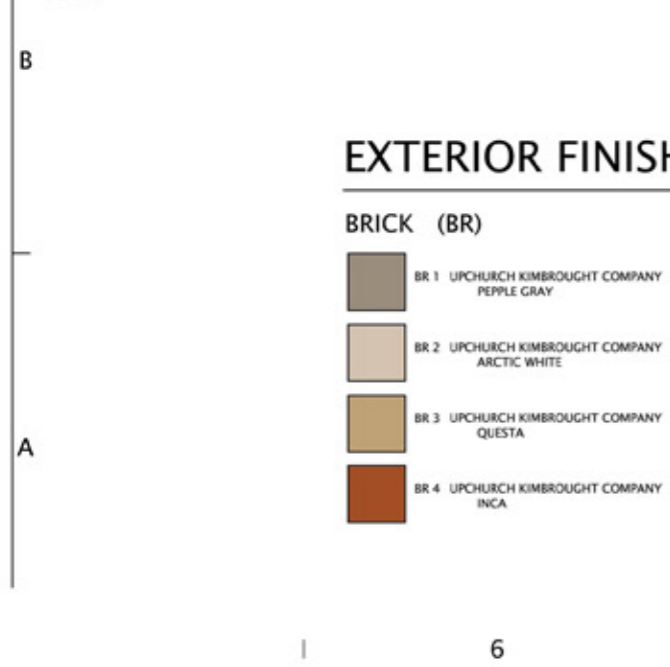 B
EXTERIOR FINISH
BRICK (BR)
BR 1 UPCHURCH KIMBROUGHT COMPANY
PEPPLE GRAY
BR 2 UPCHURCH KIMBROUGHT COMPANY
ARCTIC WHITE
BR 3 UPCHURCH KIMBROUGHT COMPANY
QUESTA
A
BR 4 UPCHURCH KIMBROUGHT COMPANY
INCA
6